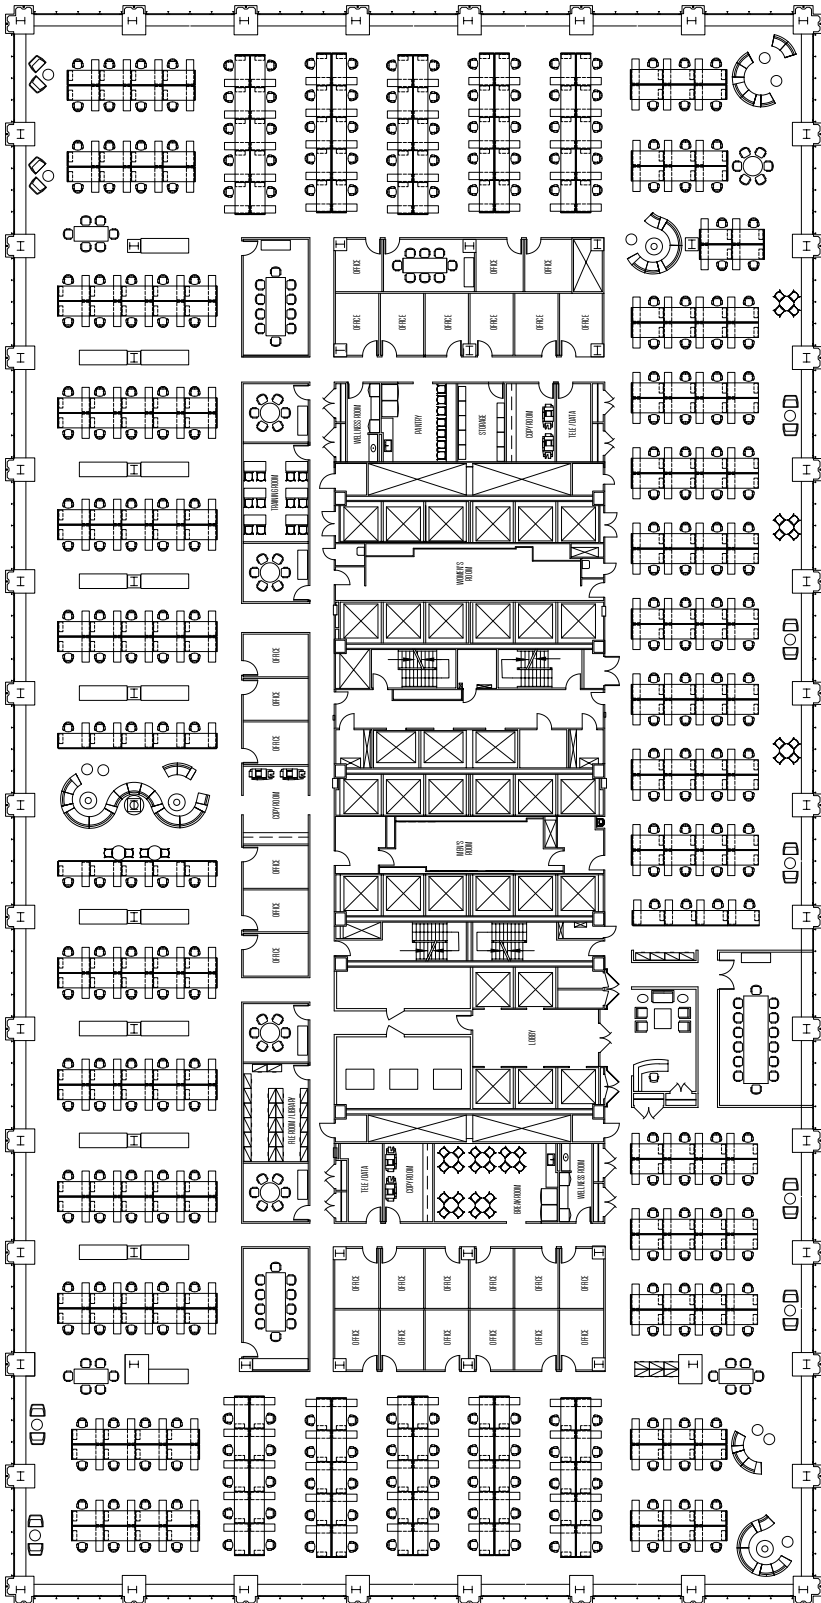 OFFICE
OFFICE
OFFICE
OFFICE
OFFICE
OFFICE
OFFICE
OFFICE
OFFICE
WELLNESS ROOM
PANTRY
STORAGE
COPY ROOM
TELE / DATA
TRAINING ROOM
WOMEN'S
ROOM
OFFICE
OFFICE
OFFICE
COPY ROOM
MEN'S
ROOM
OFFICE
OFFICE
OFFICE
LOBBY
FILE ROOM / LIBRARY
TELE / DATA
COPY ROOM
BREAKROOM
WELLNESS ROOM
OFFICE
OFFICE
OFFICE
OFFICE
OFFICE
OFFICE
OFFICE
OFFICE
OFFICE
OFFICE
OFFICE
OFFICE